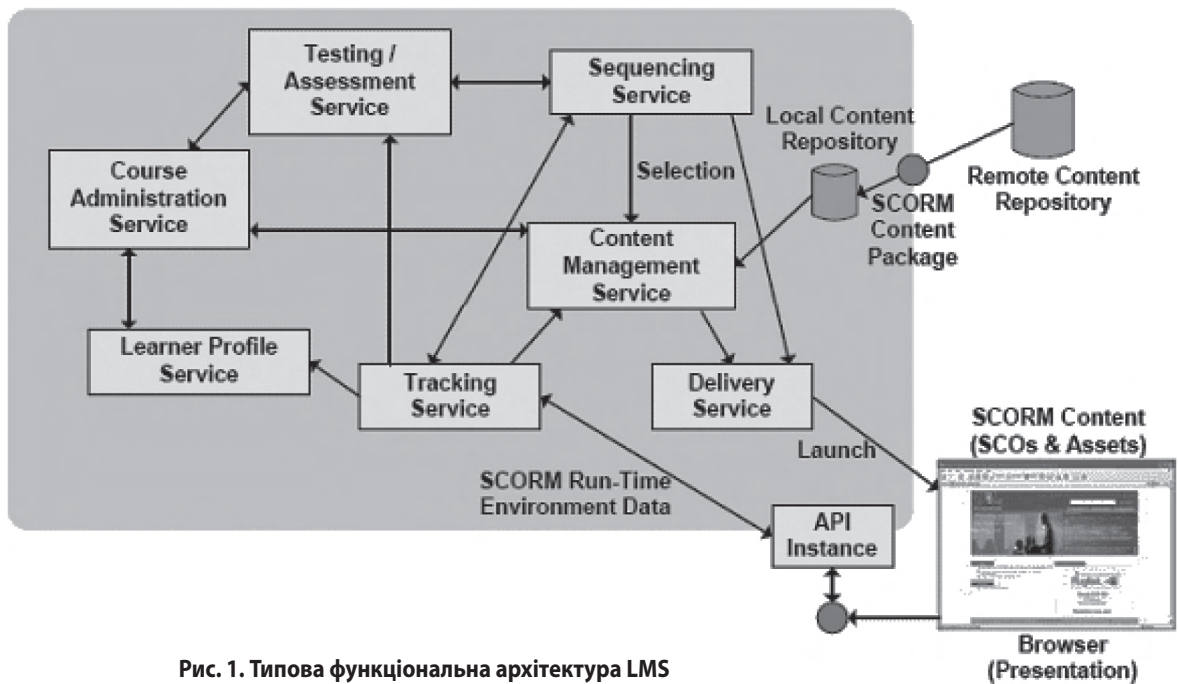 Testing /
Assessment
Service
Sequencing
Service
Local Content
Repository
Remote Content
Repository
Course
Administration
Service
Selection
SCORM
Content
Package
Content
Management
Service
Learner Profile
Service
Tracking
Service
Delivery
Service
SCORM Content
(SCOs & Assets)
Launch
SCORM Run-Time
Environment Data
API
Instance
Browser
(Presentation)
Рис. 1. Типова функціональна архітектура LMS